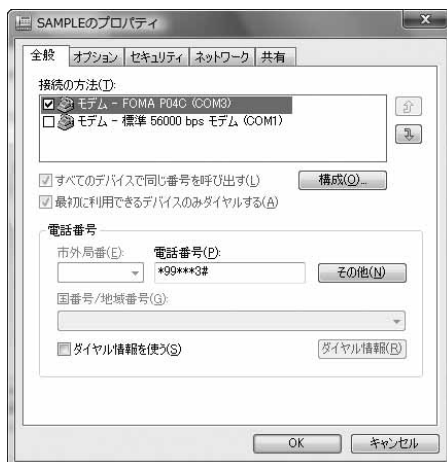 SAMPLEのプロパティ
全般 オプション セキュリティ ネットワーク 共有
接続の方法(T):
モデム - FOMA P04C (COM3)
モデム - 標準 56000 bps モデム (COM1)
すべてのデバイスで同じ番号を呼び出す(L) 構成(O)...
最初に利用できるデバイスのみダイヤルする(A)
電話番号
市外局番(E): 電話番号(P):
*99***3# その他(N)
国番号/地域番号(G):
ダイヤル情報を使う(S) ダイヤル情報(R)
OK キャンセル